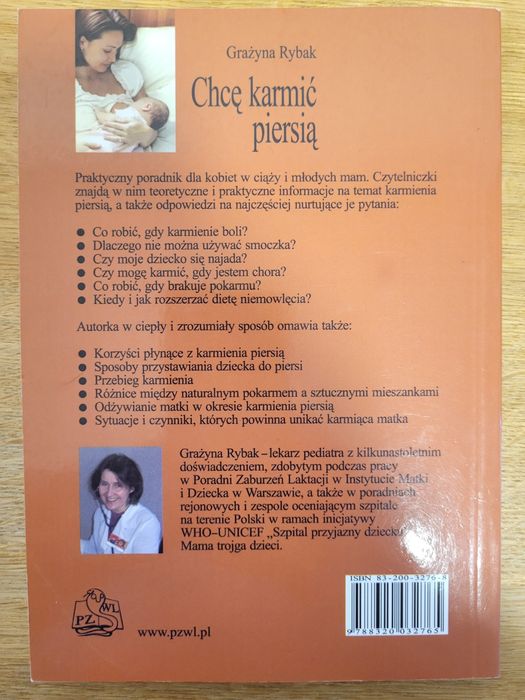 Grażyna Rybak
Chcę karmić
piersią
Praktyczny poradnik dla kobiet w ciąży i młodych mam. Czytelniczki
znajdą w nim teoretyczne i praktyczne informacje na temat karmienia
piersią, a także odpowiedzi na najczęściej nurtujące je pytania:
● Co robić, gdy karmienie boli?
● Dlaczego nie można używać smoczka?
● Czy moje dziecko się najada?
● Czy mogę karmić, gdy jestem chora?
● Co robić, gdy brakuje pokarmu?
● Kiedy i jak rozszerzać dietę niemowlęcia?
Autorka w ciepły i zrozumiały sposób omawia także:
● Korzyści płynące z karmienia piersią
● Sposoby przystawiania dziecka do piersi
● Przebieg karmienia
● Różnice między naturalnym pokarmem a sztucznymi mieszankami
● Odżywianie matki w okresie karmienia piersią
● Sytuacje i czynniki, których powinna unikać karmiąca matka
Grażyna Rybak – lekarz pediatra z kilkunastoletnim
doświadczeniem, zdobytym podczas pracy
w Poradni Zaburzeń Laktacji w Instytucie Matki
i Dziecka w Warszawie, a także w poradniach
rejonowych i zespole oceniającym szpitale
na terenie Polski w ramach inicjatywy
WHO–UNICEF „Szpital przyjazny dziecku”
Mama trojga dzieci.
ISBN 83-200-3276-8
9 788320 032765
PZWL
www.pzwl.pl